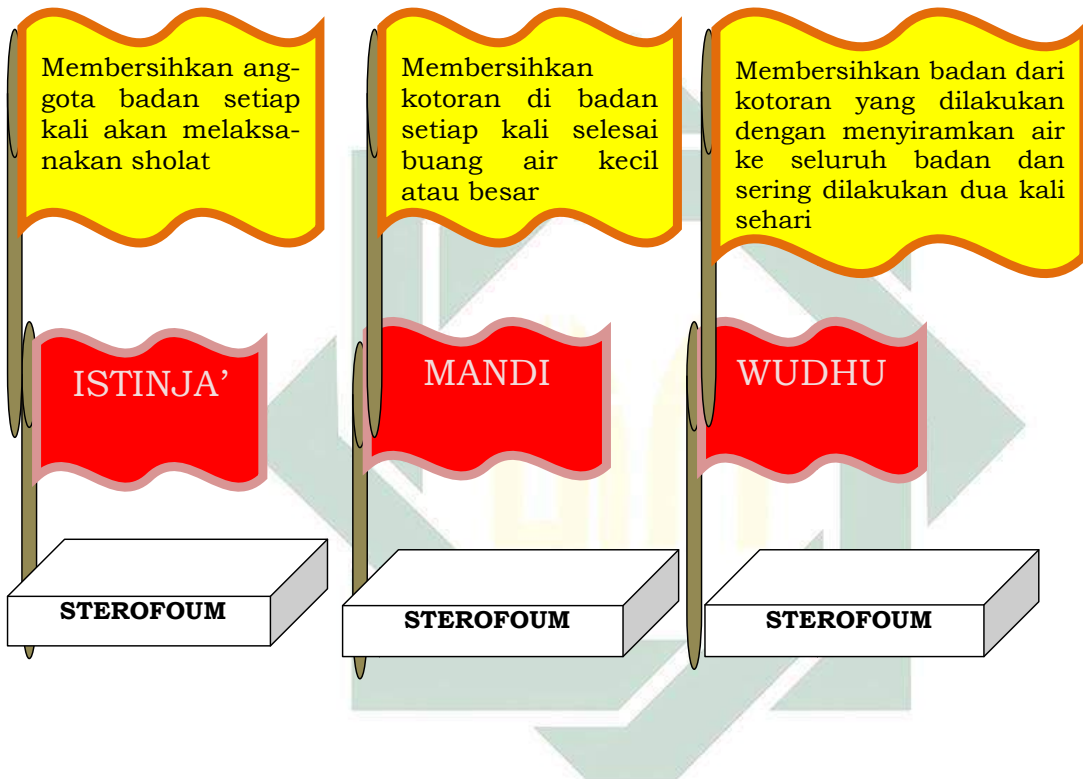 Membersihkan ang-
gota badan setiap
kali akan melaksa-
nakan sholat
Membersihkan
kotoran di badan
setiap kali selesai
buang air kecil
atau besar
Membersihkan badan dari
kotoran yang dilakukan
dengan menyiramkan air
ke seluruh badan dan
sering dilakukan dua kali
sehari
ISTINJA’
MANDI
WUDHU
STEROFOUM
STEROFOUM
STEROFOUM